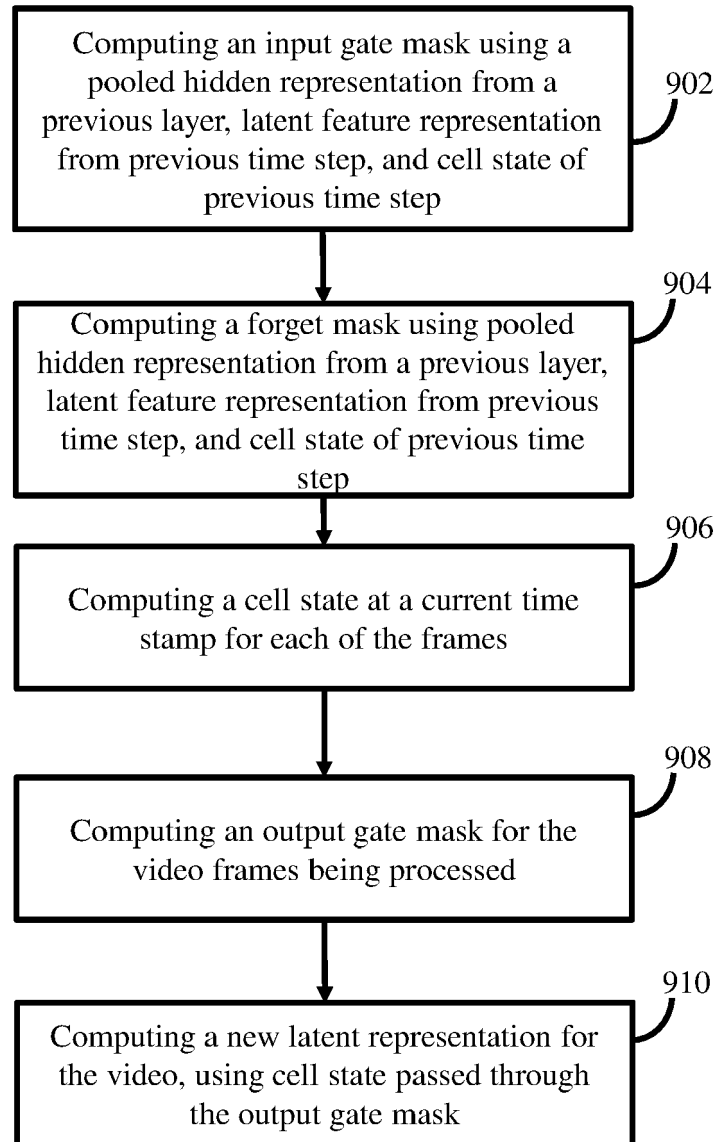 Computing an input gate mask using a
pooled hidden representation from a
previous layer, latent feature representation
from previous time step, and cell state of
previous time step
902
904
Computing a forget mask using pooled
hidden representation from a previous layer,
latent feature representation from previous
time step, and cell state of previous time
step
906
Computing a cell state at a current time
stamp for each of the frames
908
Computing an output gate mask for the
video frames being processed
910
Computing a new latent representation for
the video, using cell state passed through
the output gate mask